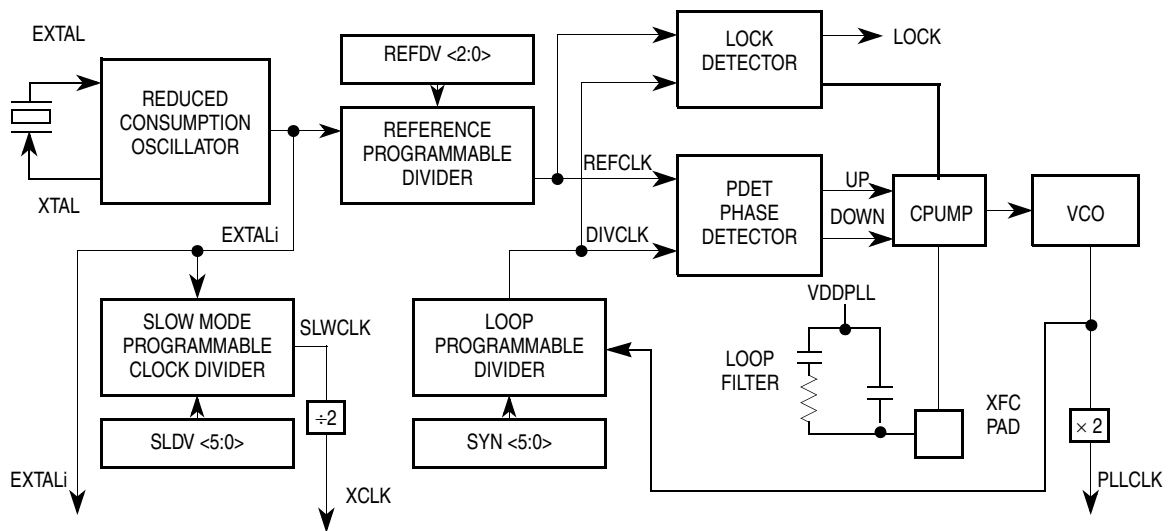 EXTAL
XTAL
REDUCED
CONSUMPTION
OSCILLATOR
REFDV <2:0>
REFERENCE
PROGRAMMABLE
DIVIDER
LOCK
DETECTOR
LOCK
REFCLK
DIVCLK
PDET
PHASE
DETECTOR
UP
DOWN
CPUMP
VCO
EXTALi
SLOW MODE
PROGRAMMABLE
CLOCK DIVIDER
SLWCLK
÷2
SLDV <5:0>
EXTALi
XCLK
LOOP
PROGRAMMABLE
DIVIDER
SYN <5:0>
VDDPLL
LOOP
FILTER
XFC
PAD
× 2
PLLCLK